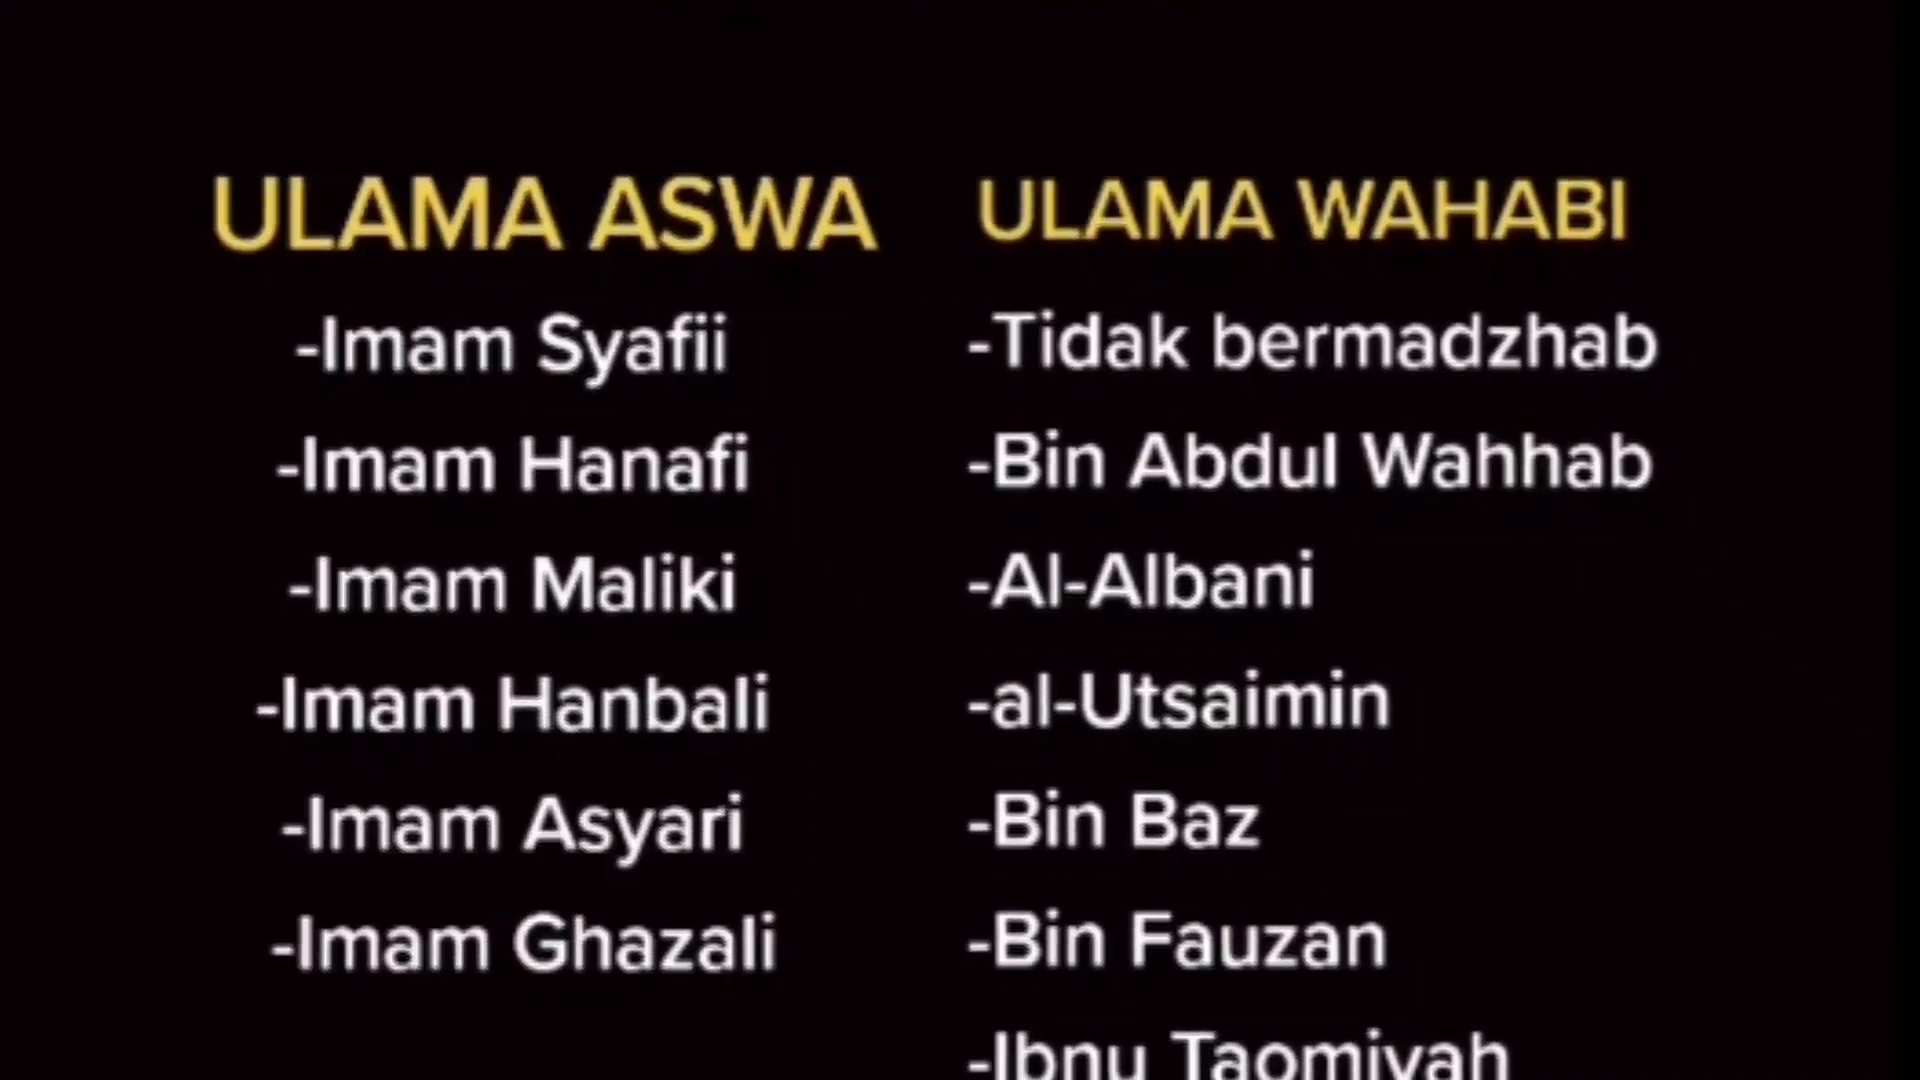 ULAMA ASWA
-Imam Syafii
-Imam Hanafi
-Imam Maliki
-Imam Hanbali
-Imam Asyari
-Imam Ghazali
ULAMA WAHABI
-Tidak bermadzhab
-Bin Abdul Wahhab
-Al-Albani
-al-Utsaimin
-Bin Baz
-Bin Fauzan
-Ibnu Taomiyah